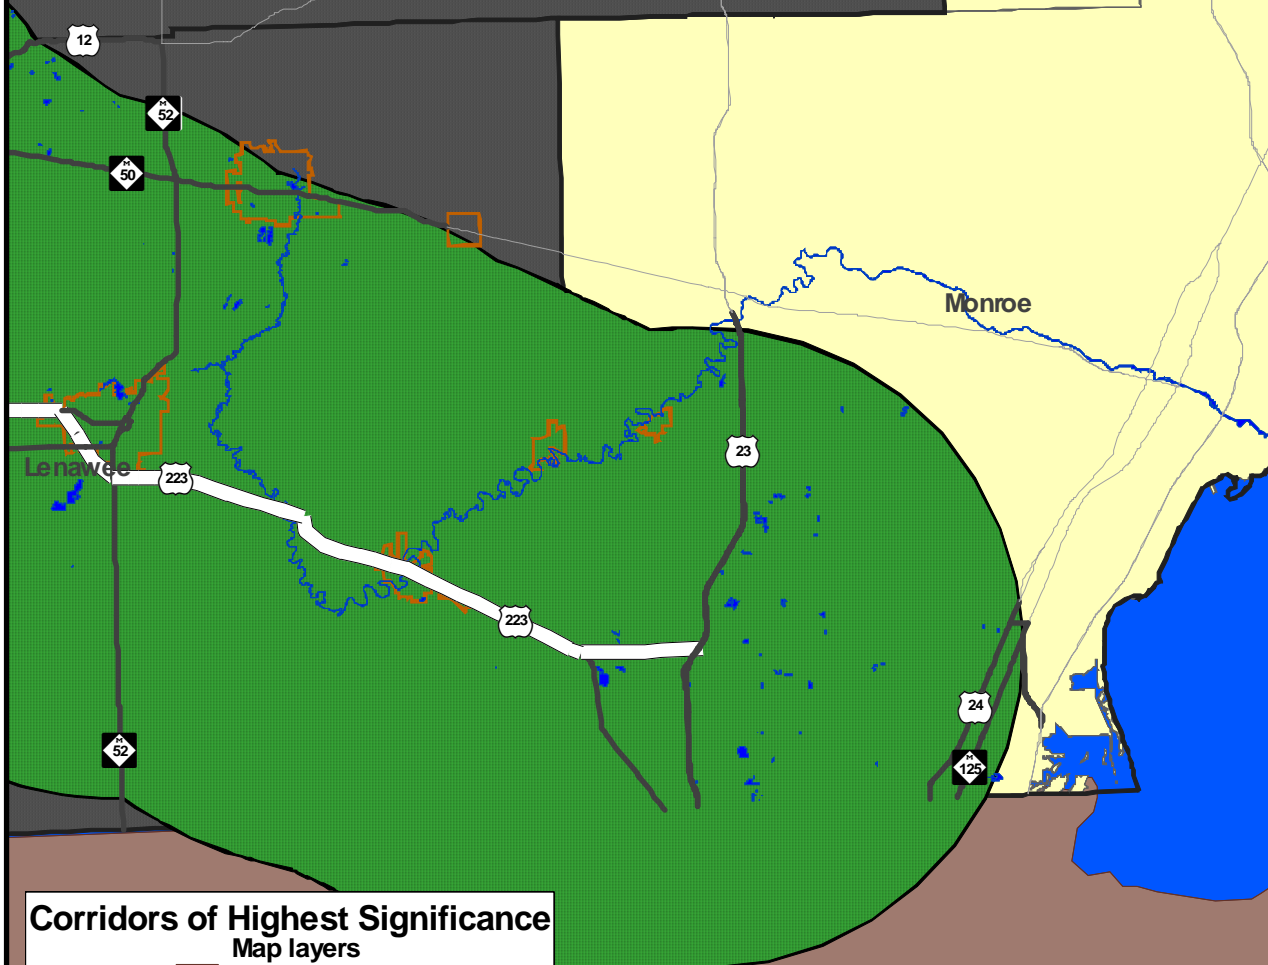 12
M
52
M
50
Monroe
23
Lenawee
223
223
24
M
52
M
125
Corridors of Highest Significance
Map layers